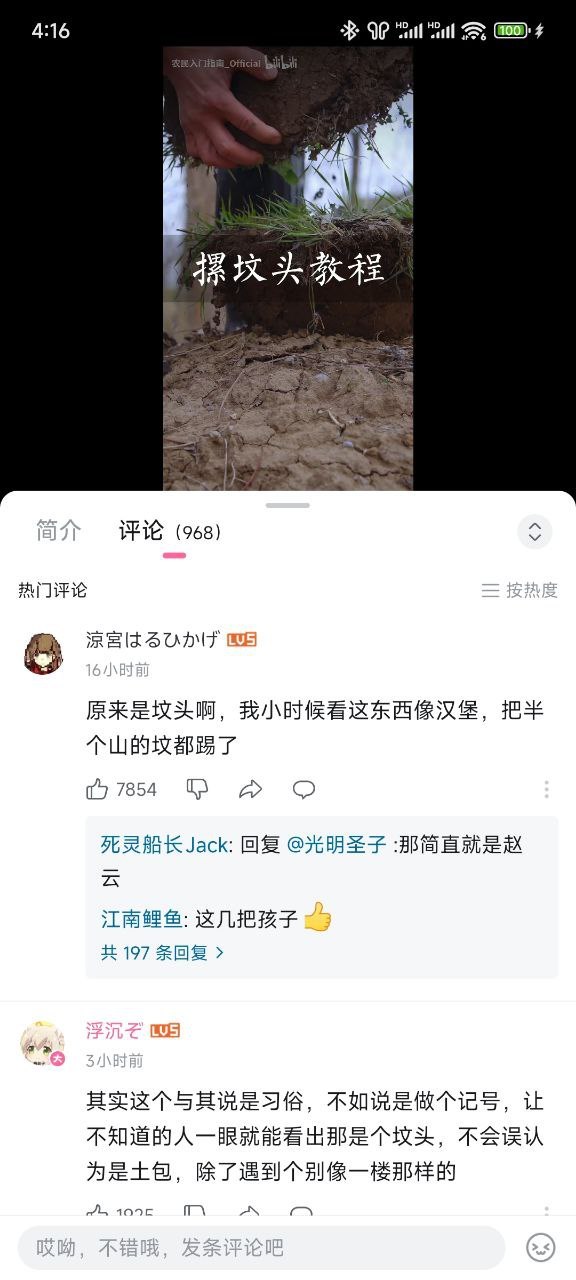 4:16
HD HD 6 100
农民入门指南_Official bilibili
摞坟头教程
简介 评论 (968)
热门评论 按热度
涼宮はるひかげ LV5
16小时前
原来是坟头啊，我小时候看这东西像汉堡，把半
个山的坟都踢了
7854
死灵船长Jack: 回复 @光明圣子 :那简直就是赵
云
江南鲤鱼: 这几把孩子👍
共 197 条回复 >
浮沉ぞ LV5
大
3小时前
其实这个与其说是习俗，不如说是做个记号，让
不知道的人一眼就能看出那是个坟头，不会误认
为是土包，除了遇到个别像一楼那样的
1925
哎呦，不错哦，发条评论吧